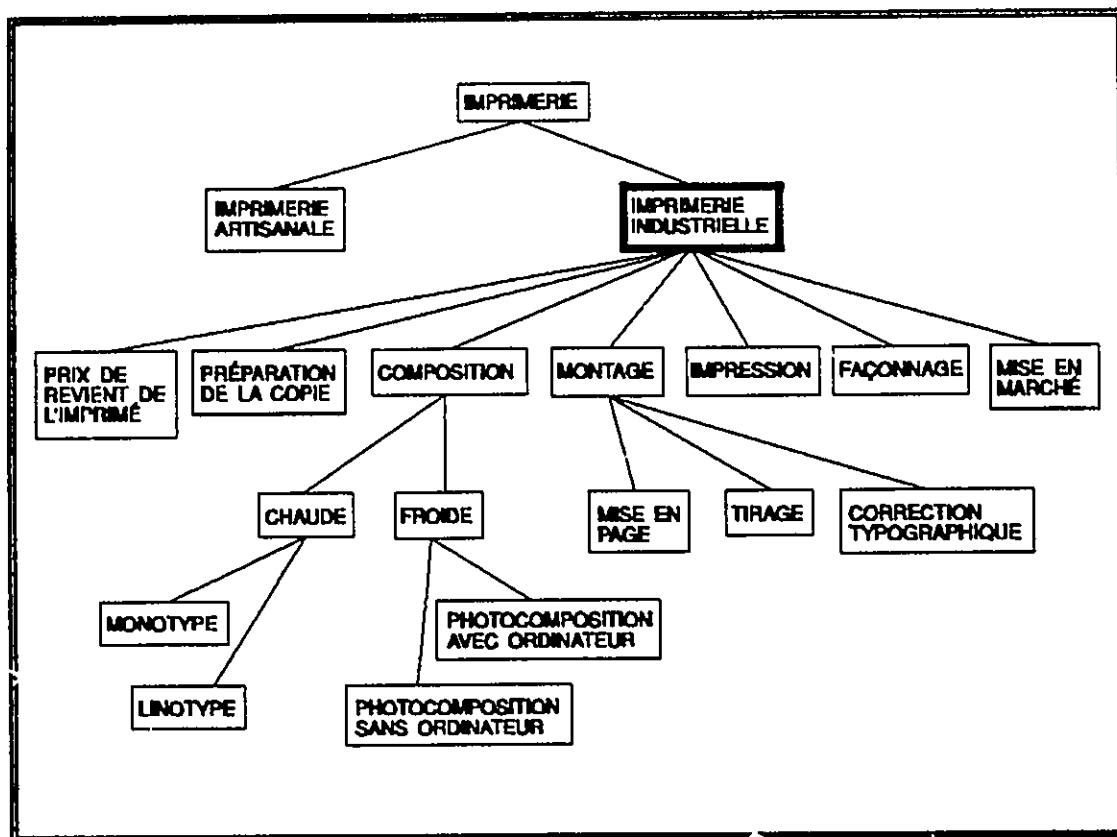 IMPRIMERIE
IMPRIMERIE
ARTISANALE
IMPRIMERIE
INDUSTRIELLE
PRIX DE
REVIENT DE
L'IMPRIMÉ
PRÉPARATION
DE LA COPIE
COMPOSITION
MONTAGE
IMPRESSION
FAÇONNAGE
MISE EN
MARCHÉ
CHAUDE
FROIDE
MISE EN
PAGE
TIRAGE
CORRECTION
TYPOGRAPHIQUE
MONOTYPE
PHOTOCOMPOSITION
AVEC ORDINATEUR
LINOTYPE
PHOTOCOMPOSITION
SANS ORDINATEUR